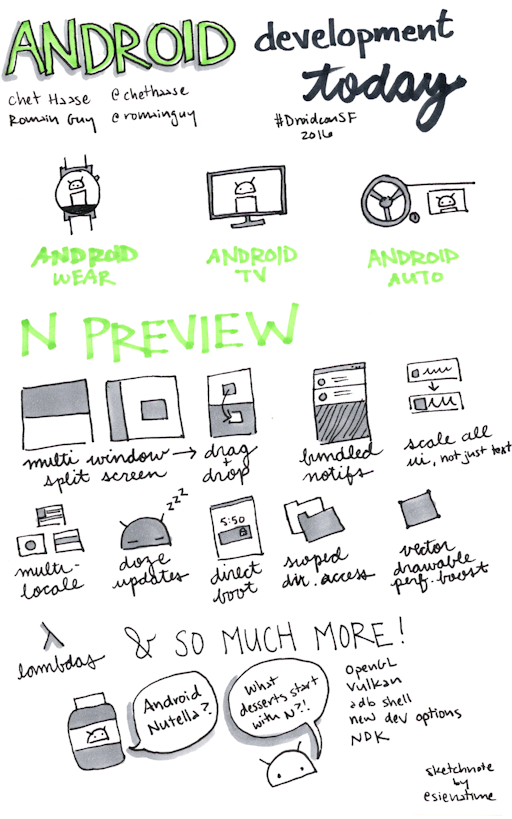 ANDROID development
today
Chet Haase @chethaase
Romain Guy @romainguy
#DroidconSF
2016
ANDROID
WEAR
ANDROID
TV
ANDROID
AUTO
N PREVIEW
multi window
split screen
drag
+
drop
bundled
notifs
scale all
ui, not just text
multi-
locale
zzz
doze
updates
5:50
direct
boot
scoped
dir. access
vector
drawable
perf. boost
λ
lambdas
& SO MUCH MORE!
Android
Nutella?
What
desserts start
with N?!
OpenGL
Vulkan
adb shell
new dev options
NDK
sketchnote
by
@sienatime